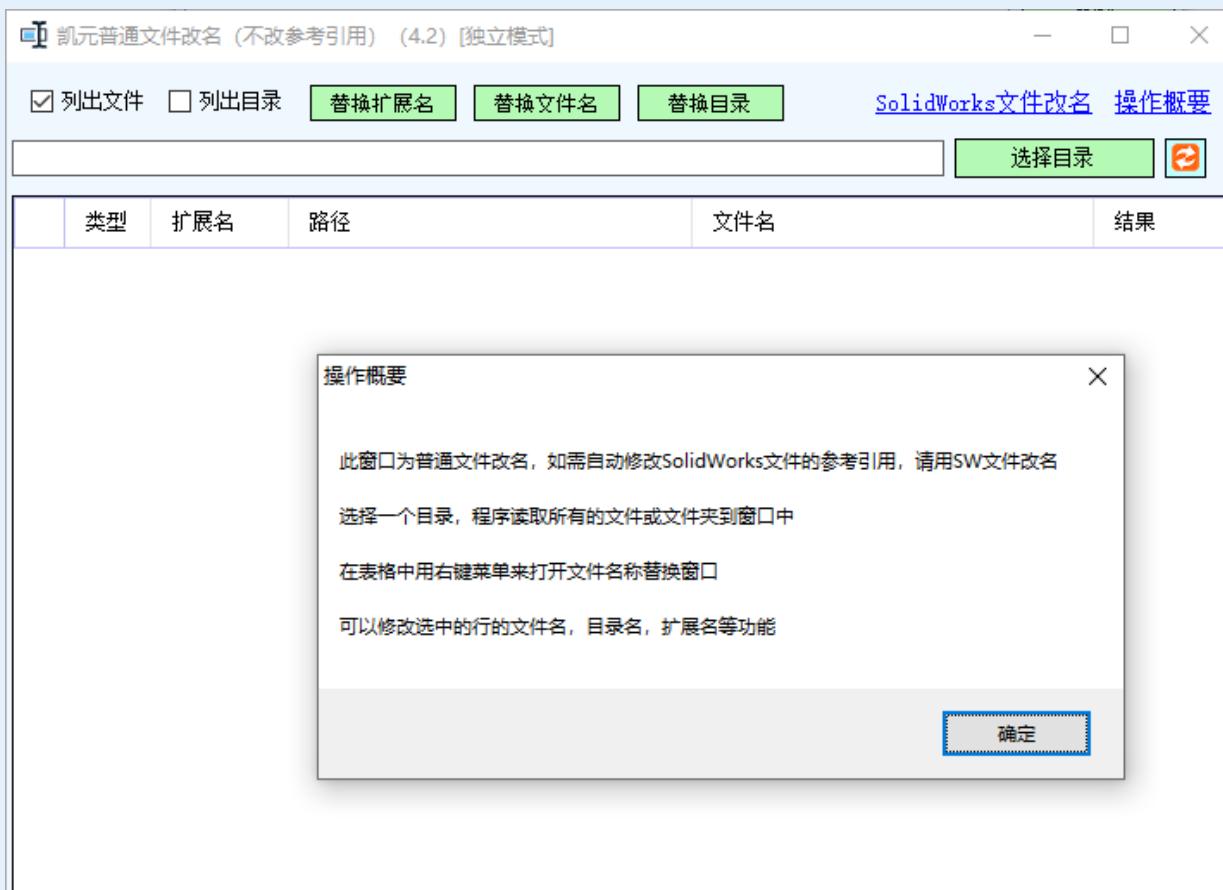 凯元普通文件改名（不改参考引用）（4.2）[独立模式]
列出文件 列出目录 替换扩展名 替换文件名 替换目录 SolidWorks文件改名 操作概要
选择目录
类型 扩展名 路径 文件名 结果
操作概要
此窗口为普通文件改名，如需自动修改SolidWorks文件的参考引用，请用SW文件改名
选择一个目录，程序读取所有的文件或文件夹到窗口中
在表格中用右键菜单来打开文件名称替换窗口
可以修改选中的行的文件名，目录名，扩展名等功能
确定